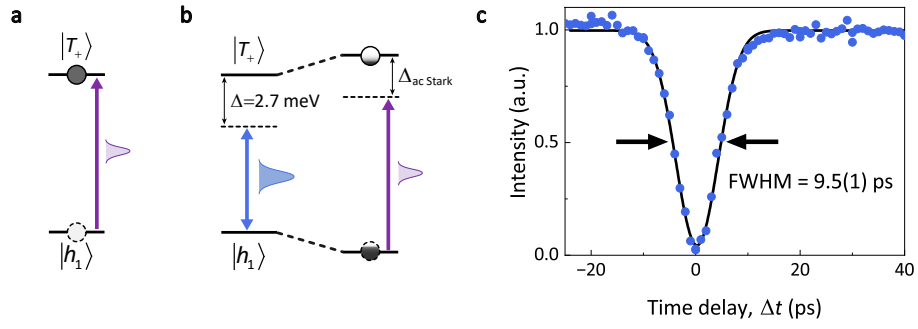 a
|T₊⟩
|h₁⟩
b
|T₊⟩
Δ=2.7 meV
Δac Stark
|h₁⟩
c
Intensity (a.u.)
1.0
0.5
0.0
FWHM = 9.5(1) ps
−20
0
20
40
Time delay, Δt (ps)